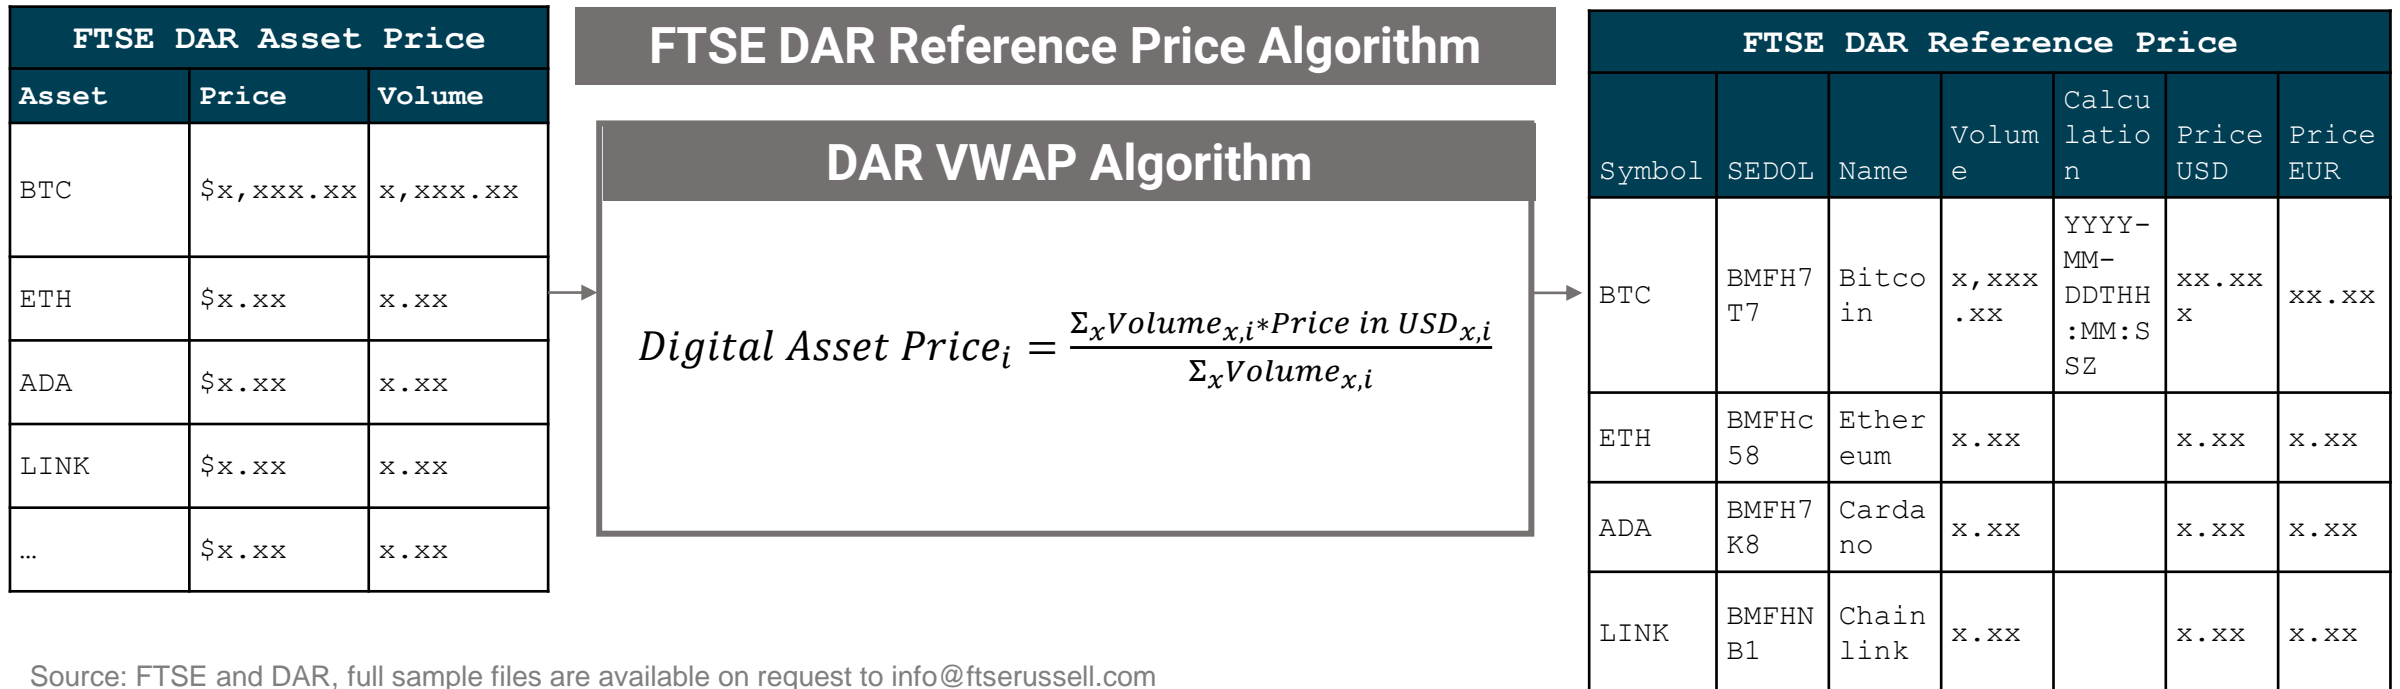 FTSE DAR Asset Price
Asset Price Volume
BTC $x,xxx.xx x,xxx.xx
ETH $x.xx x.xx
ADA $x.xx x.xx
LINK $x.xx x.xx
… $x.xx x.xx
FTSE DAR Reference Price Algorithm
DAR VWAP Algorithm
Digital Asset Price_i = Σ_x Volume_{x,i}*Price in USD_{x,i} / Σ_x Volume_{x,i}
FTSE DAR Reference Price
Symbol SEDOL Name Volum
e Calcu
latio
n Price
USD Price
EUR
BTC BMFH7
T7 Bitco
in x,xxx
.xx YYYY-
MM-
DDTHH
:MM:S
SZ xx.xx
x xx.xx
ETH BMFHc
58 Ether
eum x.xx x.xx x.xx
ADA BMFH7
K8 Carda
no x.xx x.xx x.xx
LINK BMFHN
B1 Chain
link x.xx x.xx x.xx
Source: FTSE and DAR, full sample files are available on request to info@ftserussell.com